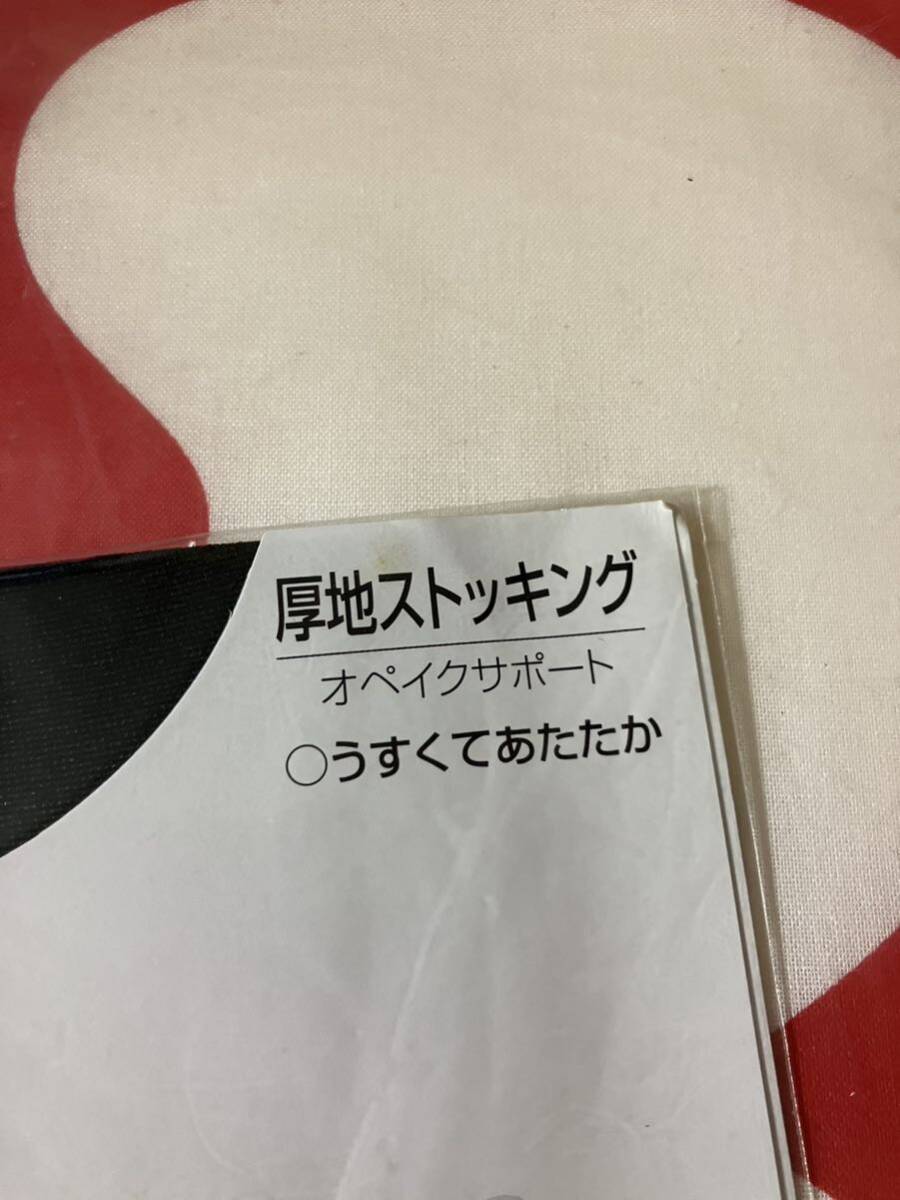 厚地ストッキング
オペイクサポート
○うすくてあたたか